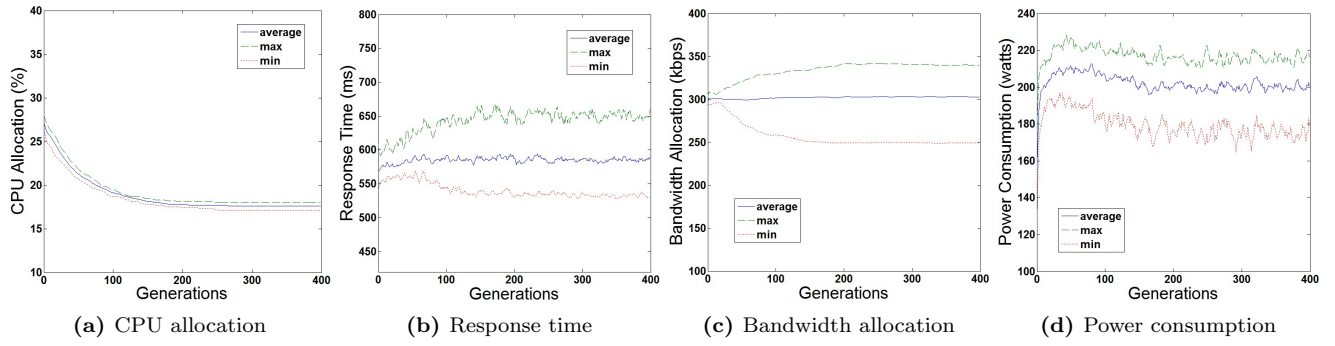 40
35
30
25
20
15
10
0
100
200
300
400
CPU Allocation (%)
Generations
average
max
min
(a) CPU allocation
800
750
700
650
600
550
500
450
0
100
200
300
400
Response Time (ms)
Generations
average
max
min
(b) Response time
400
350
300
250
200
150
100
0
100
200
300
400
Bandwidth Allocation (kbps)
Generations
average
max
min
(c) Bandwidth allocation
240
220
200
180
160
140
120
100
0
100
200
300
400
Power Consumption (watts)
Generations
average
max
min
(d) Power consumption